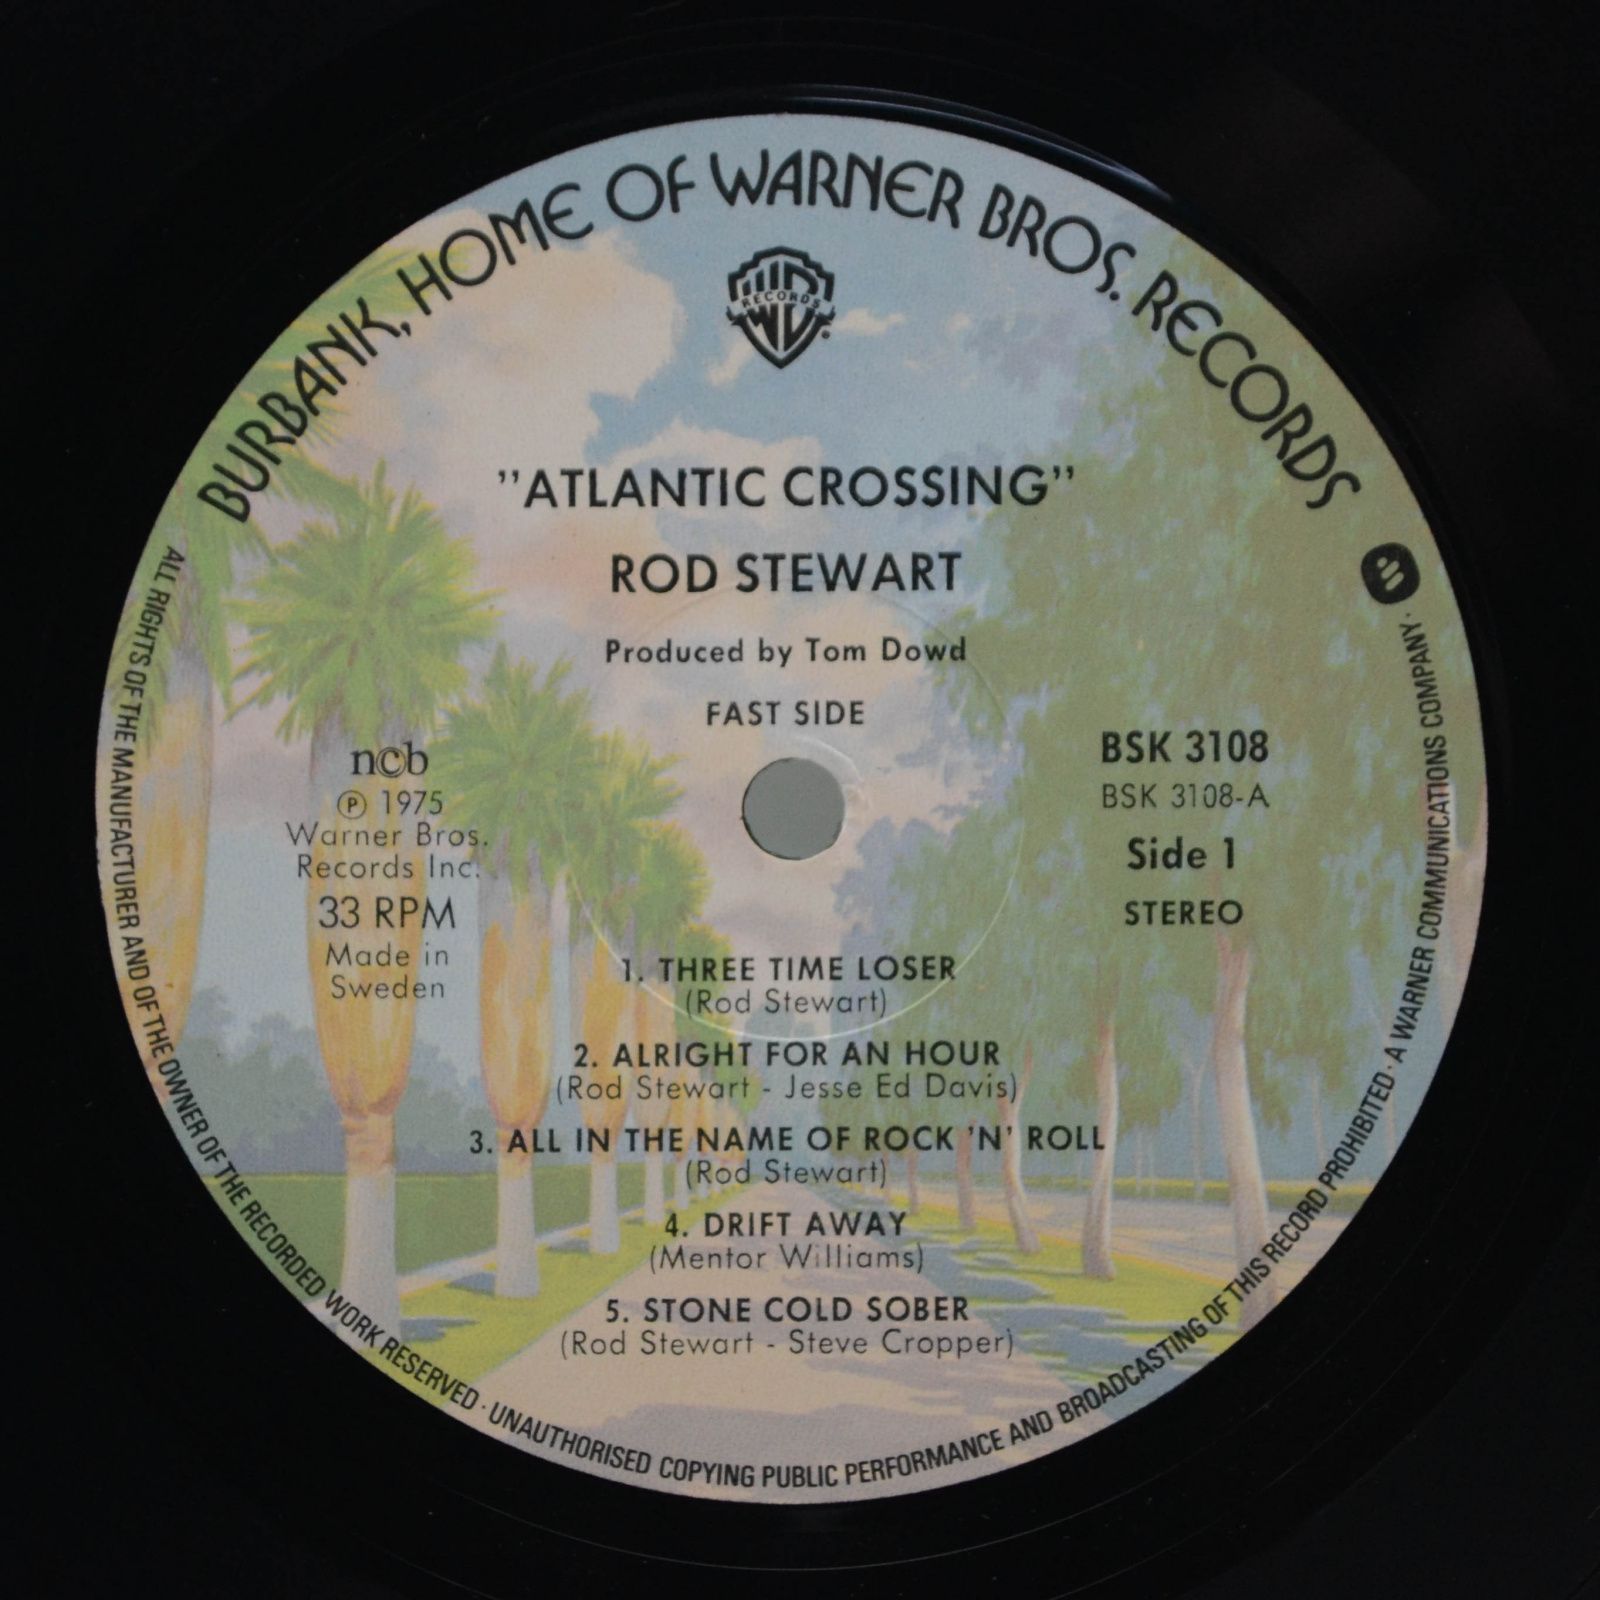 BURBANK, HOME OF WARNER BROS. RECORDS
RECORDS
"ATLANTIC CROSSING"
ROD STEWART
Produced by Tom Dowd
FAST SIDE
ncb
℗ 1975
Warner Bros.
Records Inc.
33 RPM
Made in
Sweden
BSK 3108
BSK 3108-A
Side 1
STEREO
1. THREE TIME LOSER
(Rod Stewart)
2. ALRIGHT FOR AN HOUR
(Rod Stewart - Jesse Ed Davis)
3. ALL IN THE NAME OF ROCK 'N' ROLL
(Rod Stewart)
4. DRIFT AWAY
(Mentor Williams)
5. STONE COLD SOBER
(Rod Stewart - Steve Cropper)
ALL RIGHTS OF THE MANUFACTURER AND OF THE OWNER OF THE RECORDED WORK RESERVED · UNAUTHORISED COPYING PUBLIC PERFORMANCE AND BROADCASTING OF THIS RECORD PROHIBITED · A WARNER COMMUNICATIONS COMPANY ·